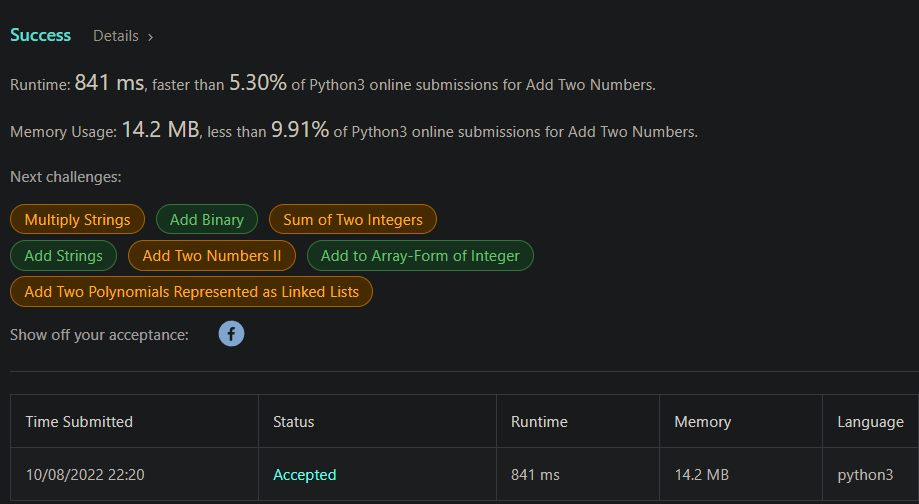 Success Details >
Runtime: 841 ms, faster than 5.30% of Python3 online submissions for Add Two Numbers.
Memory Usage: 14.2 MB, less than 9.91% of Python3 online submissions for Add Two Numbers.
Next challenges:
Multiply Strings Add Binary Sum of Two Integers
Add Strings Add Two Numbers II Add to Array-Form of Integer
Add Two Polynomials Represented as Linked Lists
Show off your acceptance: f
Time Submitted Status Runtime Memory Language
10/08/2022 22:20 Accepted 841 ms 14.2 MB python3